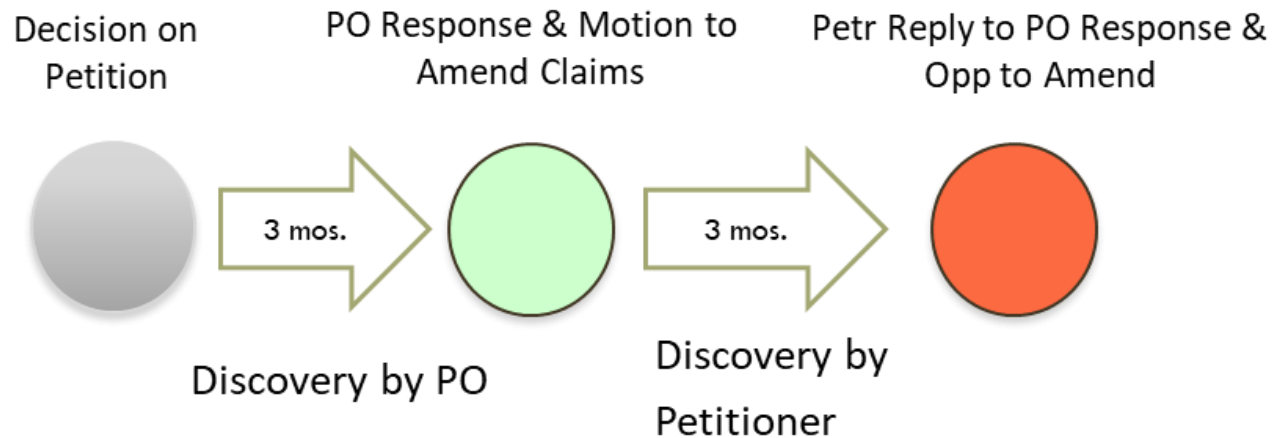 Decision on
Petition
PO Response & Motion to
Amend Claims
Petr Reply to PO Response &
Opp to Amend
3 mos.
3 mos.
Discovery by PO
Discovery by
Petitioner